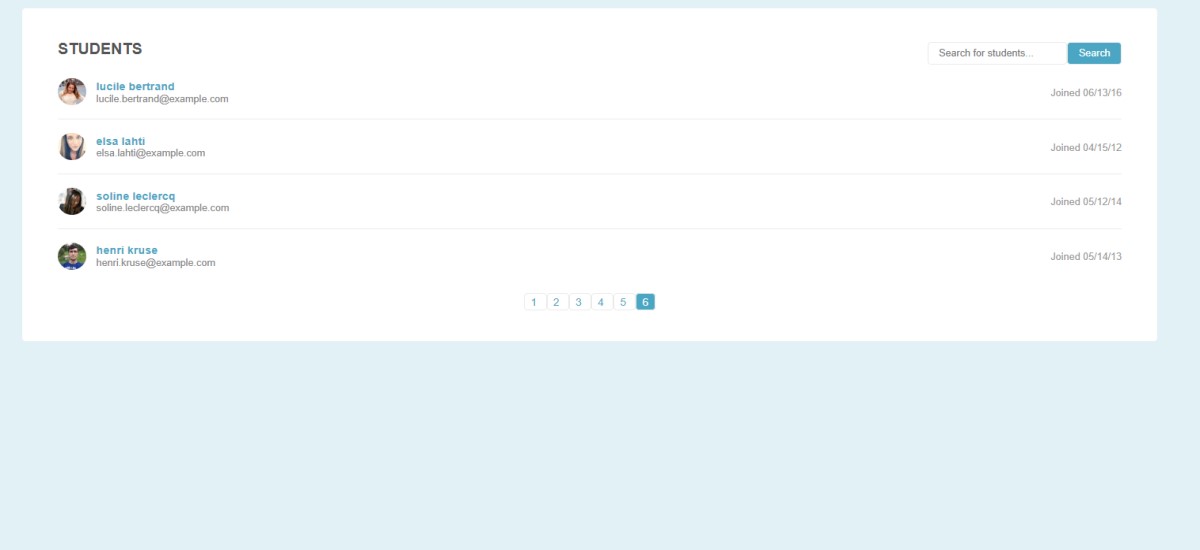 STUDENTS
Search for students...
Search
lucile bertrand
lucile.bertrand@example.com
Joined 06/13/16
elsa lahti
elsa.lahti@example.com
Joined 04/15/12
soline leclercq
soline.leclercq@example.com
Joined 05/12/14
henri kruse
henri.kruse@example.com
Joined 05/14/13
1 2 3 4 5 6